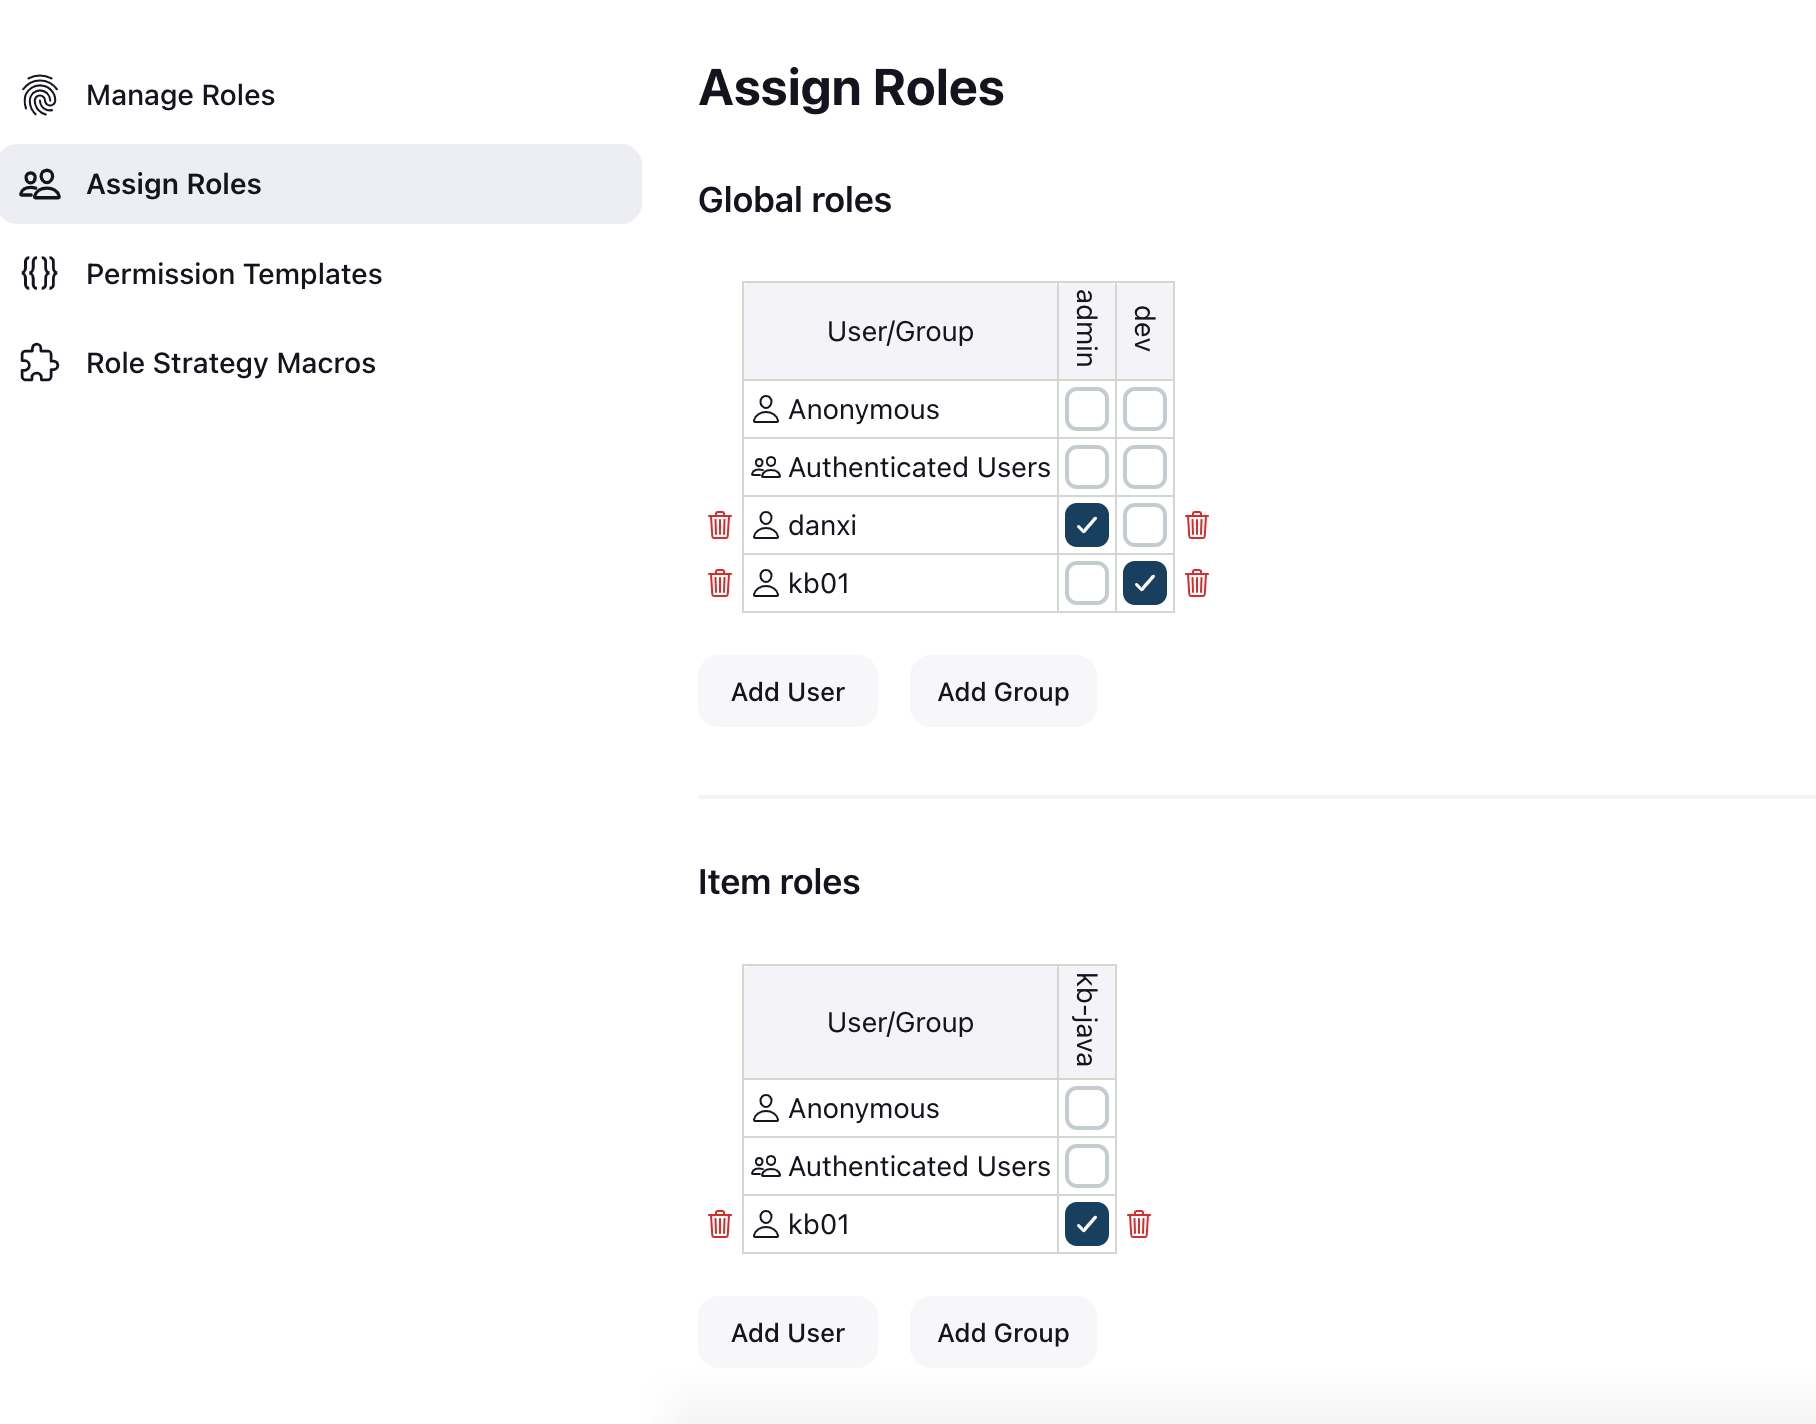 Manage Roles
Assign Roles
Permission Templates
Role Strategy Macros
Assign Roles
Global roles
User/Group admin dev
Anonymous
Authenticated Users
danxi
kb01
Add User Add Group
Item roles
User/Group kb-java
Anonymous
Authenticated Users
kb01
Add User Add Group